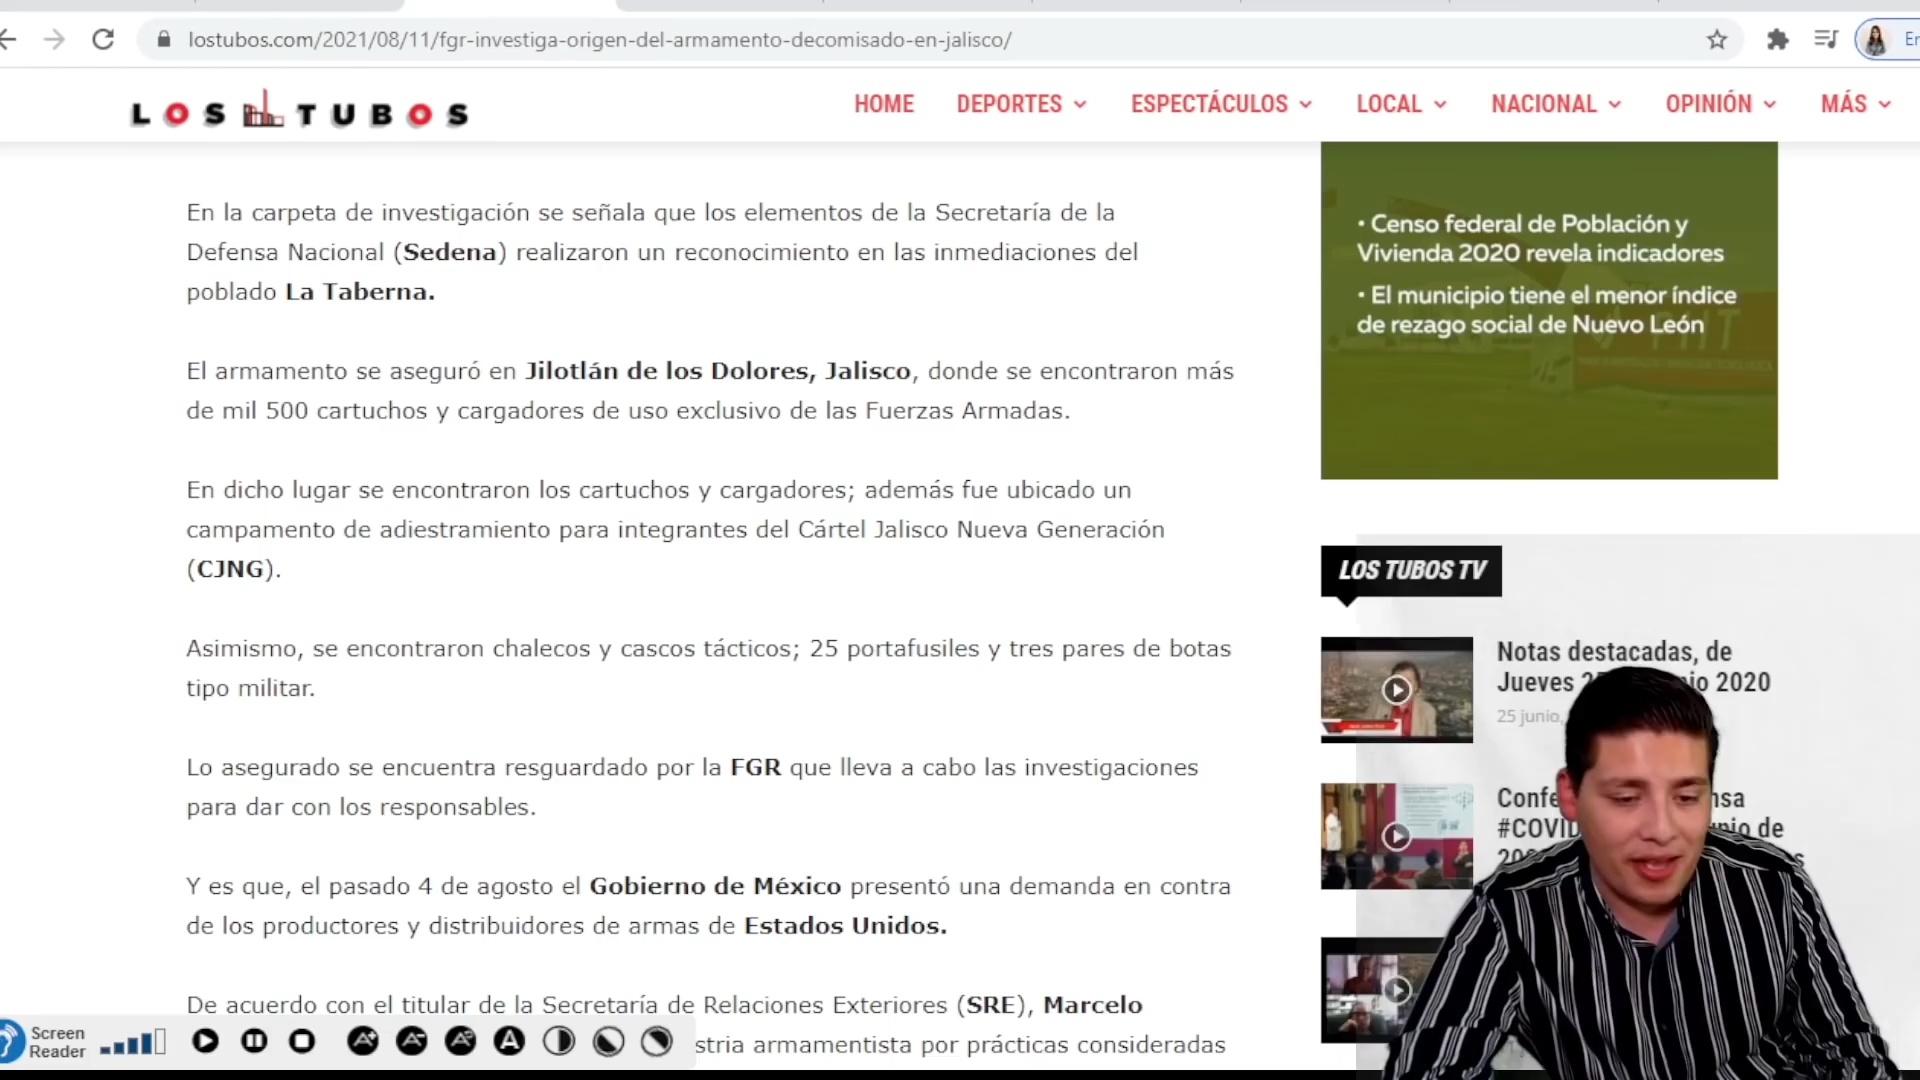 lostubos.com/2021/08/11/fgr-investiga-origen-del-armamento-decomisado-en-jalisco/
LOS TUBOS
HOME DEPORTES ESPECTÁCULOS LOCAL NACIONAL OPINIÓN MÁS
En la carpeta de investigación se señala que los elementos de la Secretaría de la
Defensa Nacional (Sedena) realizaron un reconocimiento en las inmediaciones del
poblado La Taberna.
El armamento se aseguró en Jilotlán de los Dolores, Jalisco, donde se encontraron más
de mil 500 cartuchos y cargadores de uso exclusivo de las Fuerzas Armadas.
En dicho lugar se encontraron los cartuchos y cargadores; además fue ubicado un
campamento de adiestramiento para integrantes del Cártel Jalisco Nueva Generación
(CJNG).
Asimismo, se encontraron chalecos y cascos tácticos; 25 portafusiles y tres pares de botas
tipo militar.
Lo asegurado se encuentra resguardado por la FGR que lleva a cabo las investigaciones
para dar con los responsables.
Y es que, el pasado 4 de agosto el Gobierno de México presentó una demanda en contra
de los productores y distribuidores de armas de Estados Unidos.
De acuerdo con el titular de la Secretaría de Relaciones Exteriores (SRE), Marcelo
por prácticas consideradas
armamentista
Screen
Reader
• Censo federal de Población y
Vivienda 2020 revela indicadores
• El municipio tiene el menor índice
de rezago social de Nuevo León
LOS TUBOS TV
Notas destacadas, de
Jueves 2020
25 junio,
#COVID
de